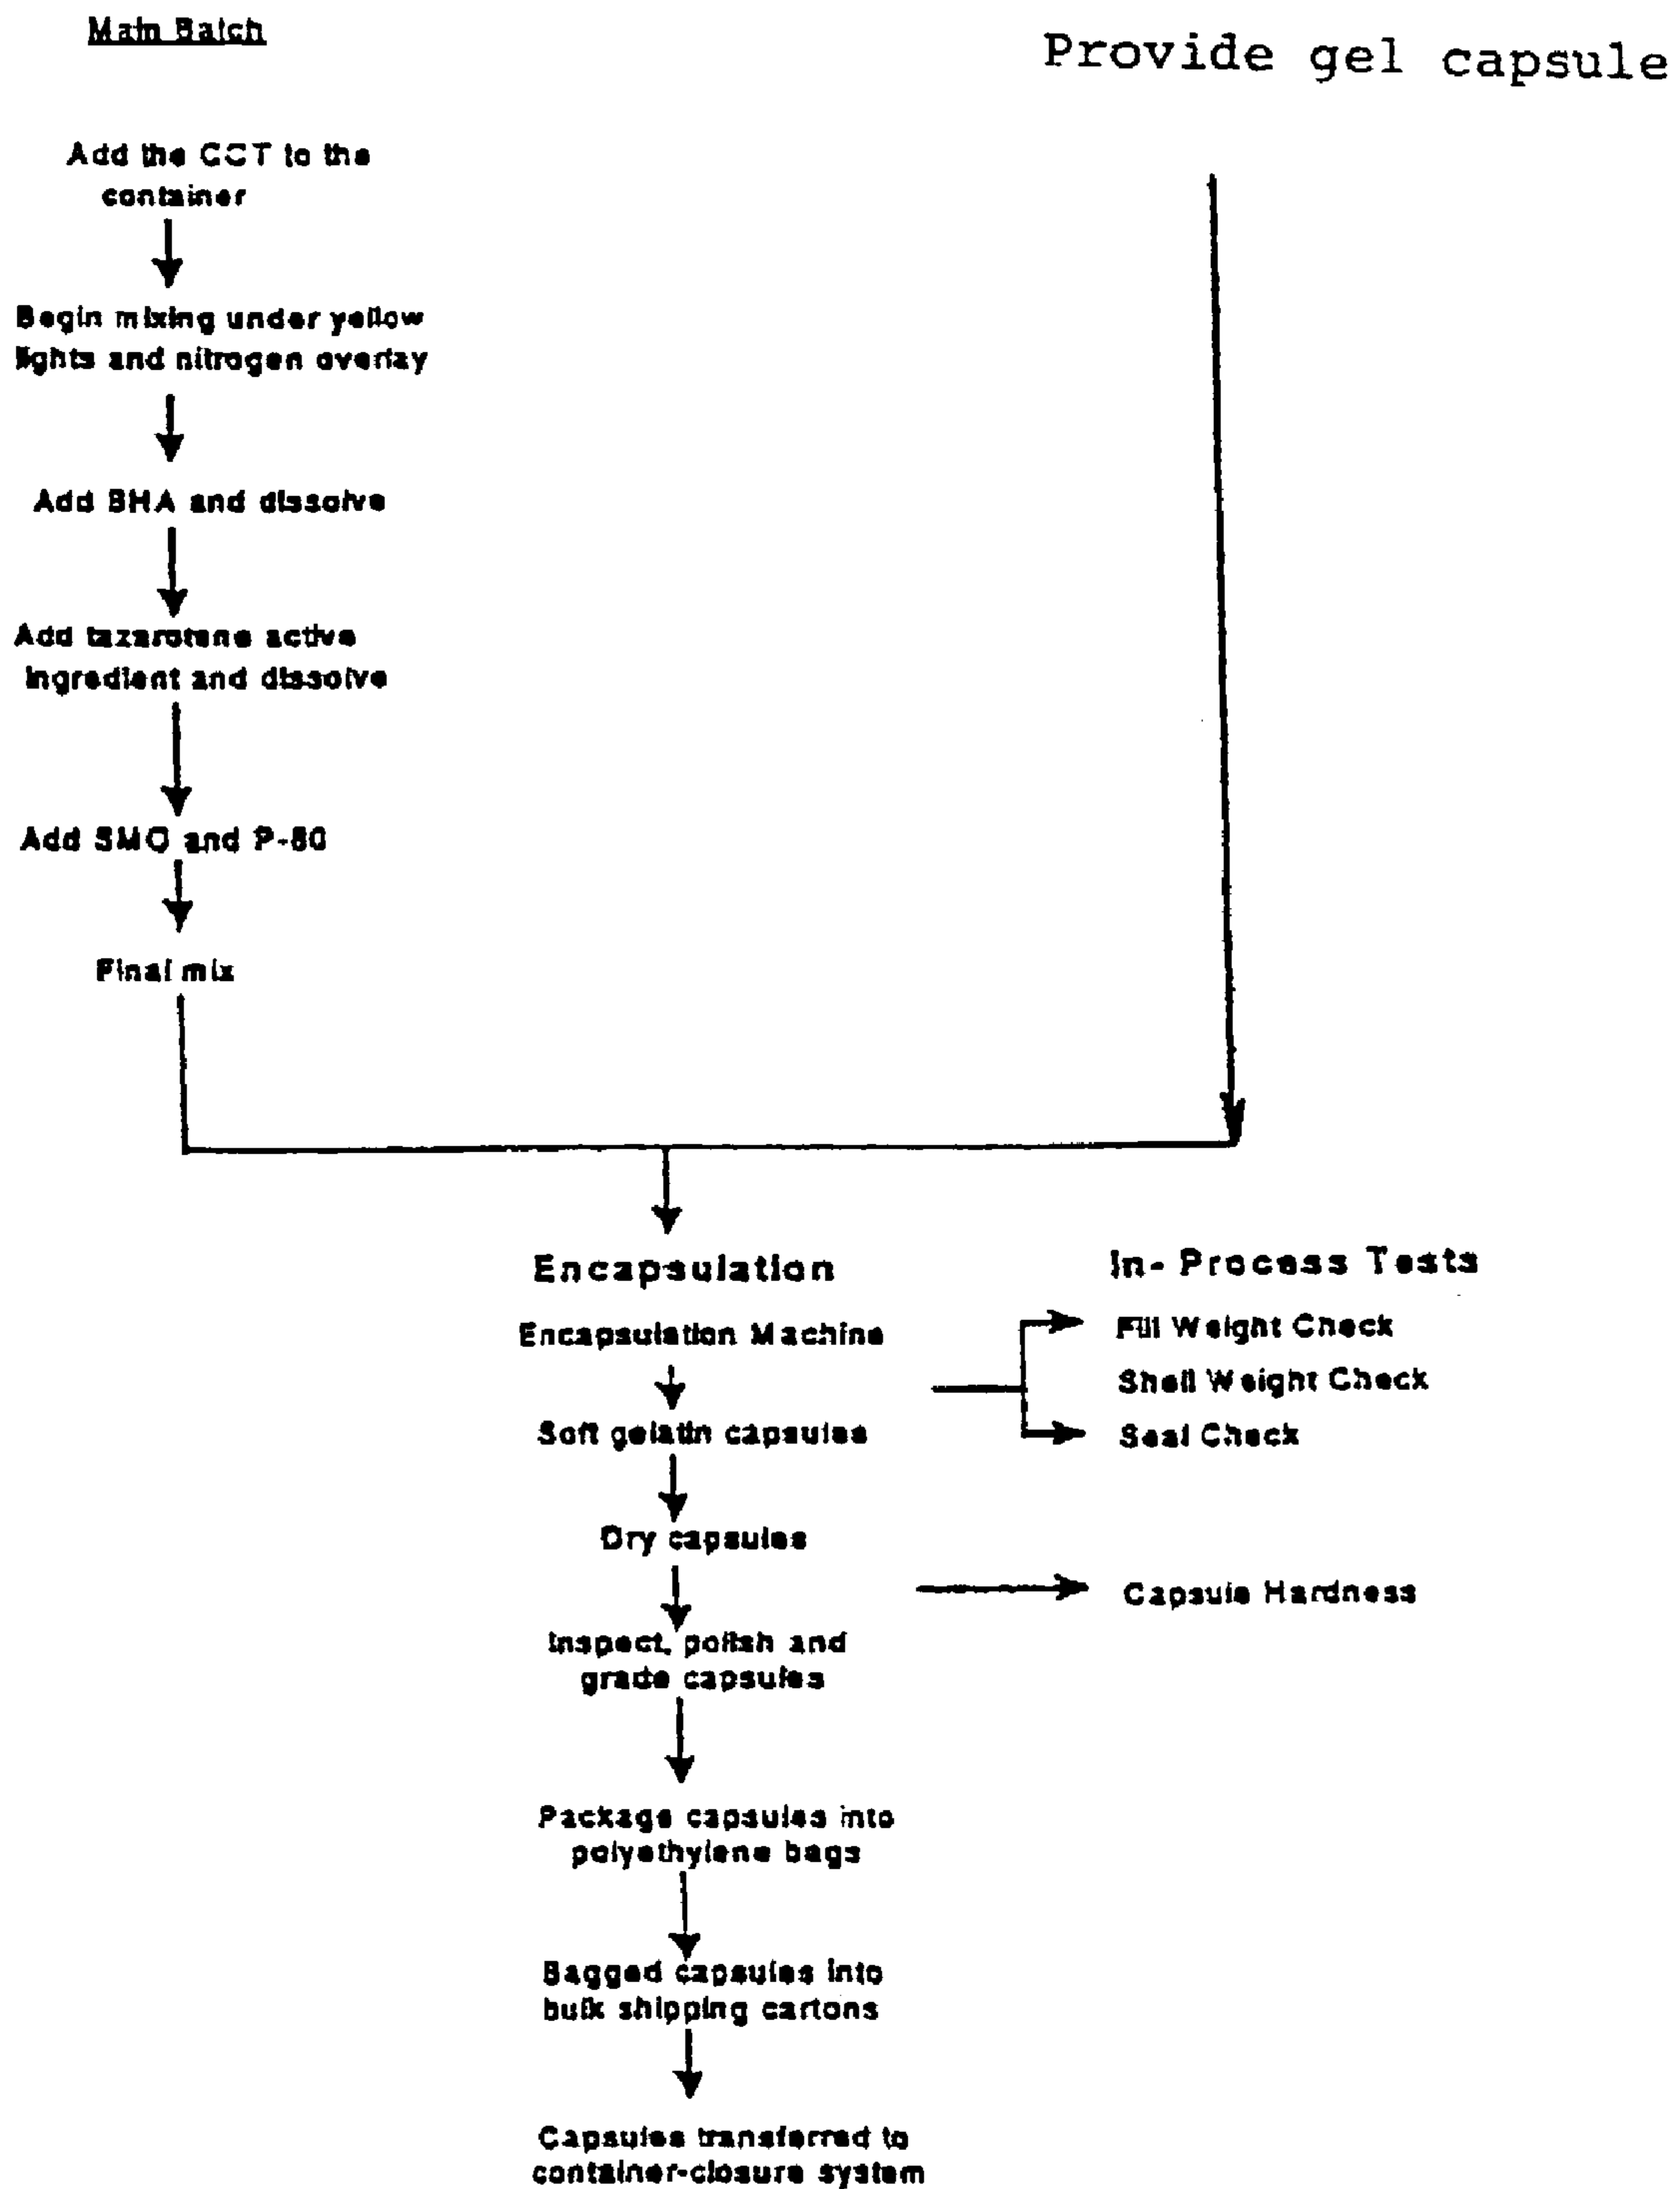 Main Batch
Provide gel capsule
Add the CCT to the
container
Begin mixing under yellow
lights and nitrogen overlay
Add BHA and dissolve
Add tazarotene active
ingredient and dissolve
Add SMO and P-80
Final mix
Encapsulation
Encapsulation Machine
Soft gelatin capsules
Dry capsules
Inspect, polish and
grade capsules
Package capsules into
polyethylene bags
Bagged capsules into
bulk shipping cartons
Capsules transferred to
container-closure system
In- Process Tests
Fill Weight Check
Shell Weight Check
Seal Check
Capsule Hardness